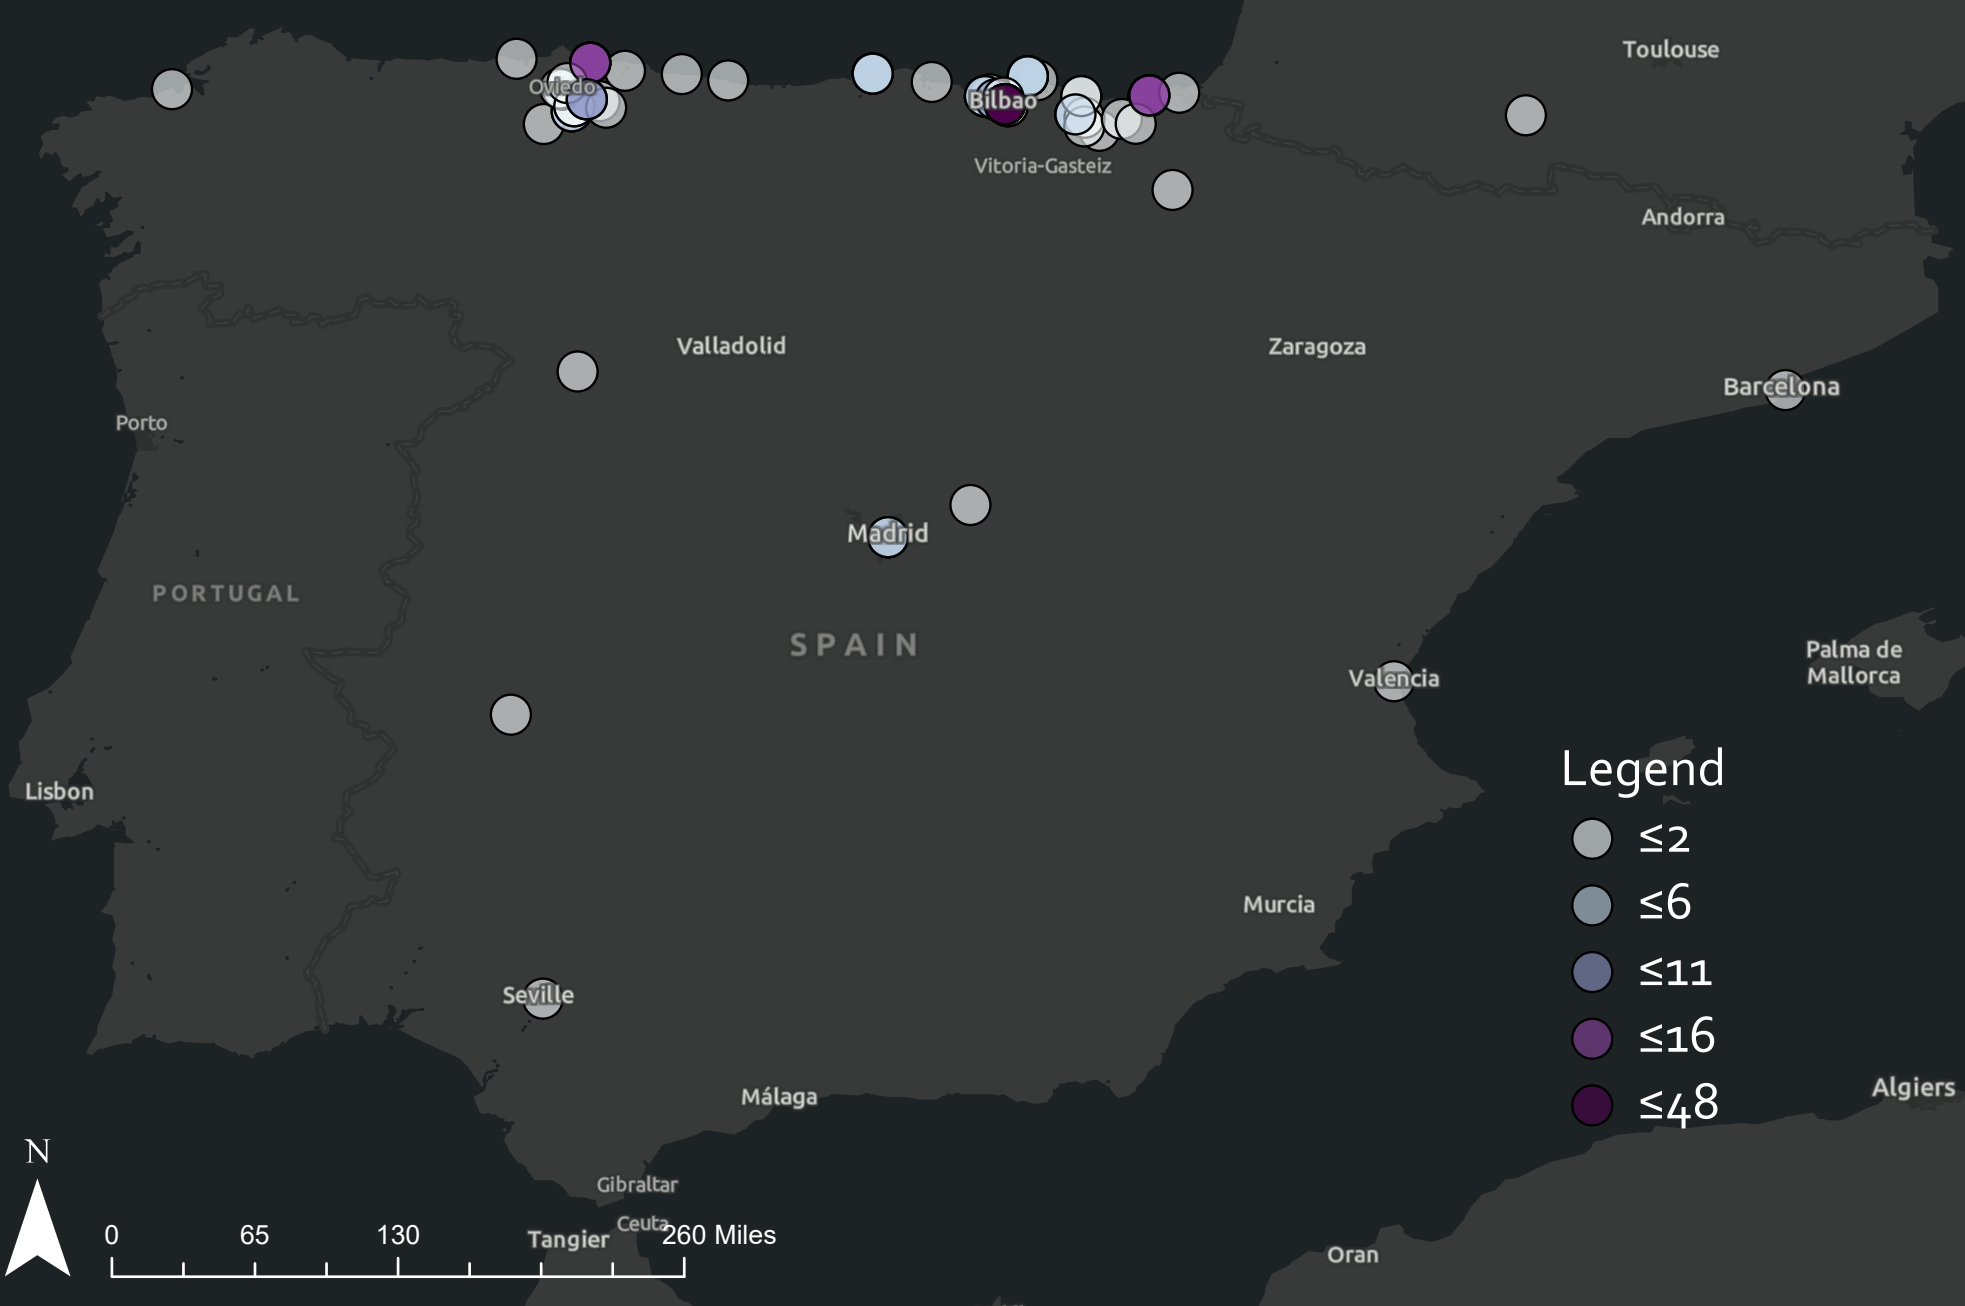 Toulouse
Oviedo
Bilbao
Vitoria-Gasteiz
Andorra
Valladolid
Zaragoza
Barcelona
Porto
Madrid
PORTUGAL
SPAIN
Valencia
Palma de
Mallorca
Lisbon
Murcia
Seville
Málaga
Algiers
Gibraltar
Ceuta
Tangier
Oran
Legend
≤2
≤6
≤11
≤16
≤48
N
0 65 130 260 Miles